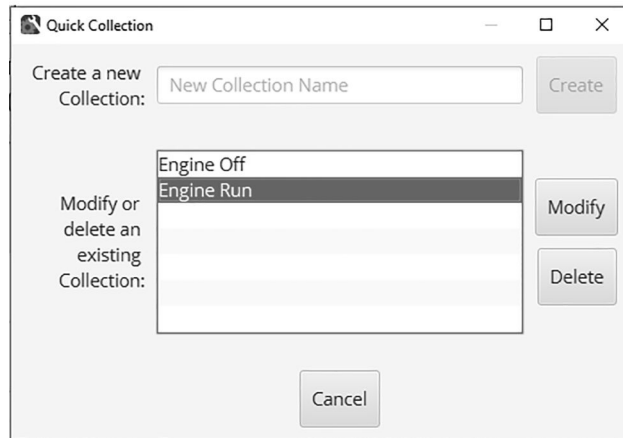 Quick Collection
Create a new
Collection:
New Collection Name
Create
Engine Off
Engine Run
Modify or
delete an
existing
Collection:
Modify
Delete
Cancel